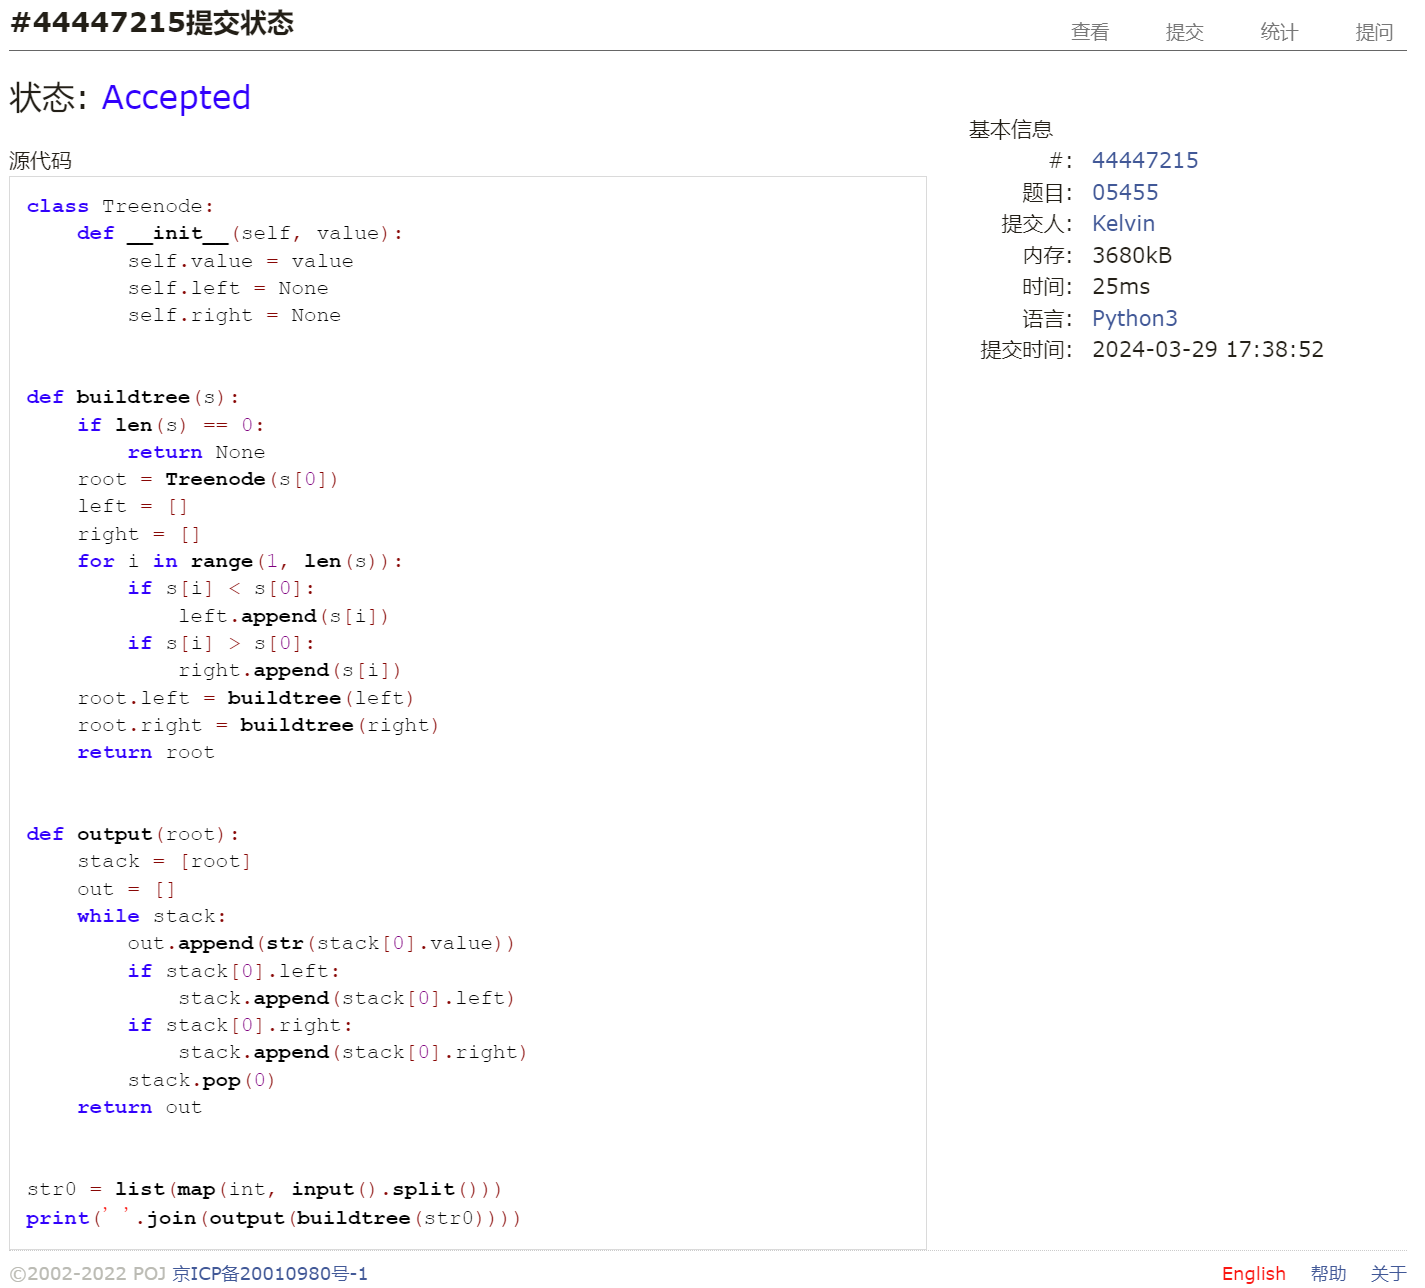 #44447215提交状态
查看 提交 统计 提问
状态: Accepted
源代码
class Treenode:
    def __init__(self, value):
        self.value = value
        self.left = None
        self.right = None
def buildtree(s):
    if len(s) == 0:
        return None
    root = Treenode(s[0])
    left = []
    right = []
    for i in range(1, len(s)):
        if s[i] < s[0]:
            left.append(s[i])
        if s[i] > s[0]:
            right.append(s[i])
    root.left = buildtree(left)
    root.right = buildtree(right)
    return root
def output(root):
    stack = [root]
    out = []
    while stack:
        out.append(str(stack[0].value))
        if stack[0].left:
            stack.append(stack[0].left)
        if stack[0].right:
            stack.append(stack[0].right)
        stack.pop(0)
    return out
str0 = list(map(int, input().split()))
print(' '.join(output(buildtree(str0))))
基本信息
#: 44447215
题目: 05455
提交人: Kelvin
内存: 3680kB
时间: 25ms
语言: Python3
提交时间: 2024-03-29 17:38:52
©2002-2022 POJ 京ICP备20010980号-1
English 帮助 关于